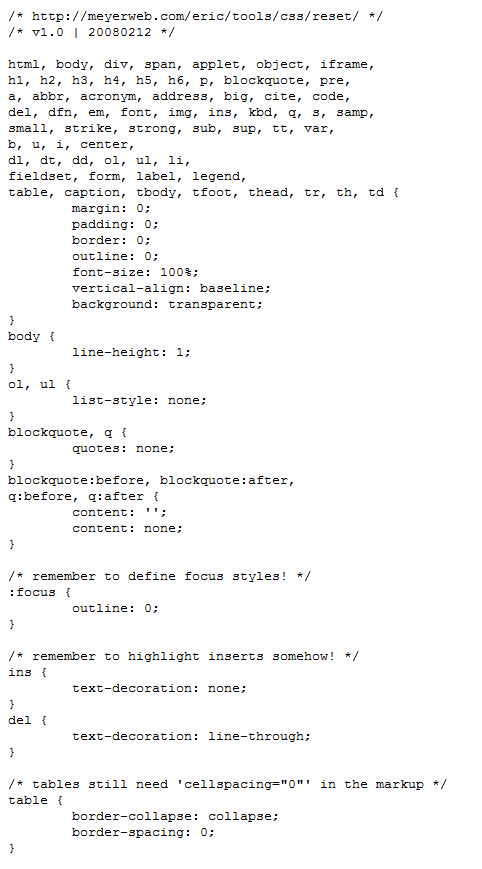 /* http://meyerweb.com/eric/tools/css/reset/ */
/* v1.0 | 20080212 */

html, body, div, span, applet, object, iframe,
h1, h2, h3, h4, h5, h6, p, blockquote, pre,
a, abbr, acronym, address, big, cite, code,
del, dfn, em, font, img, ins, kbd, q, s, samp,
small, strike, strong, sub, sup, tt, var,
b, u, i, center,
dl, dt, dd, ol, ul, li,
fieldset, form, label, legend,
table, caption, tbody, tfoot, thead, tr, th, td {
        margin: 0;
        padding: 0;
        border: 0;
        outline: 0;
        font-size: 100%;
        vertical-align: baseline;
        background: transparent;
}
body {
        line-height: 1;
}
ol, ul {
        list-style: none;
}
blockquote, q {
        quotes: none;
}
blockquote:before, blockquote:after,
q:before, q:after {
        content: '';
        content: none;
}

/* remember to define focus styles! */
:focus {
        outline: 0;
}

/* remember to highlight inserts somehow! */
ins {
        text-decoration: none;
}
del {
        text-decoration: line-through;
}

/* tables still need 'cellspacing="0"' in the markup */
table {
        border-collapse: collapse;
        border-spacing: 0;
}